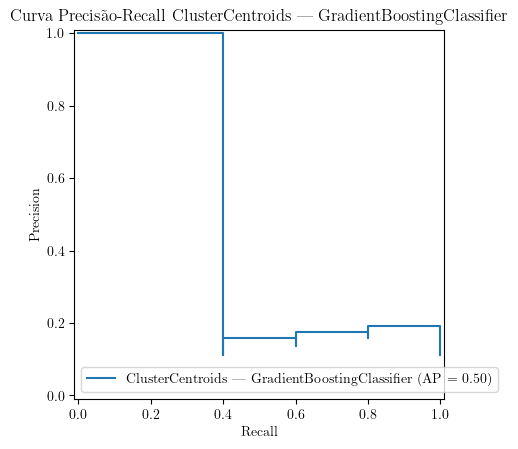 Curva Precisão-Recall ClusterCentroids — GradientBoostingClassifier
1.0
0.8
0.6
0.4
0.2
0.0
Precision
ClusterCentroids — GradientBoostingClassifier (AP = 0.50)
0.0 0.2 0.4 0.6 0.8 1.0
Recall